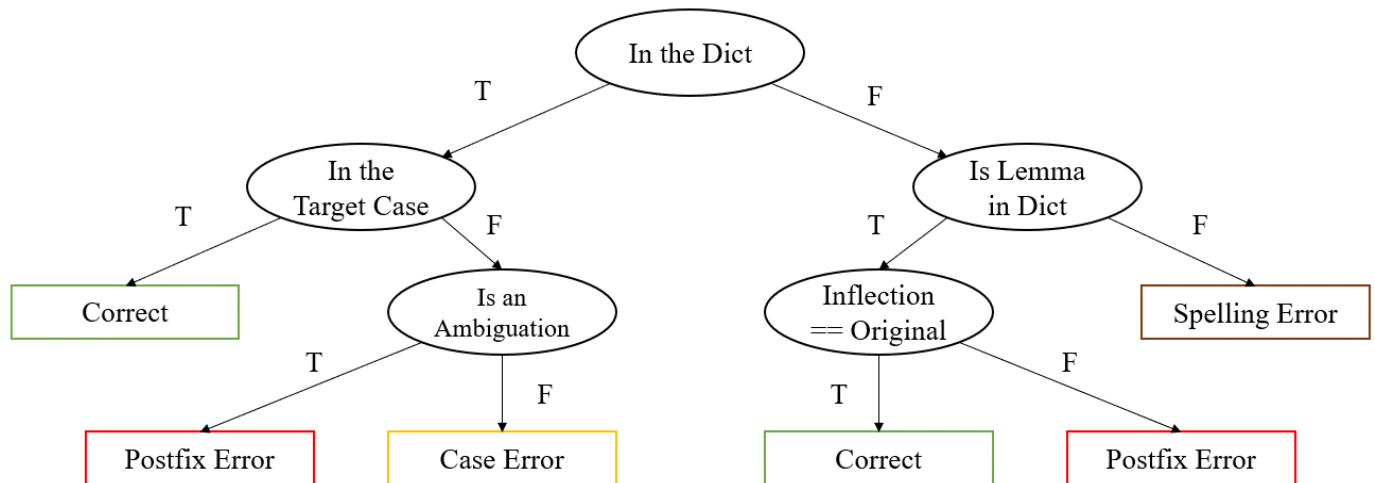 In the Dict
T
F
In the
Target Case
Is Lemma
in Dict
T
F
T
F
Correct
Is an
Ambiguation
Inflection
== Original
Spelling Error
T
F
T
F
Postfix Error
Case Error
Correct
Postfix Error